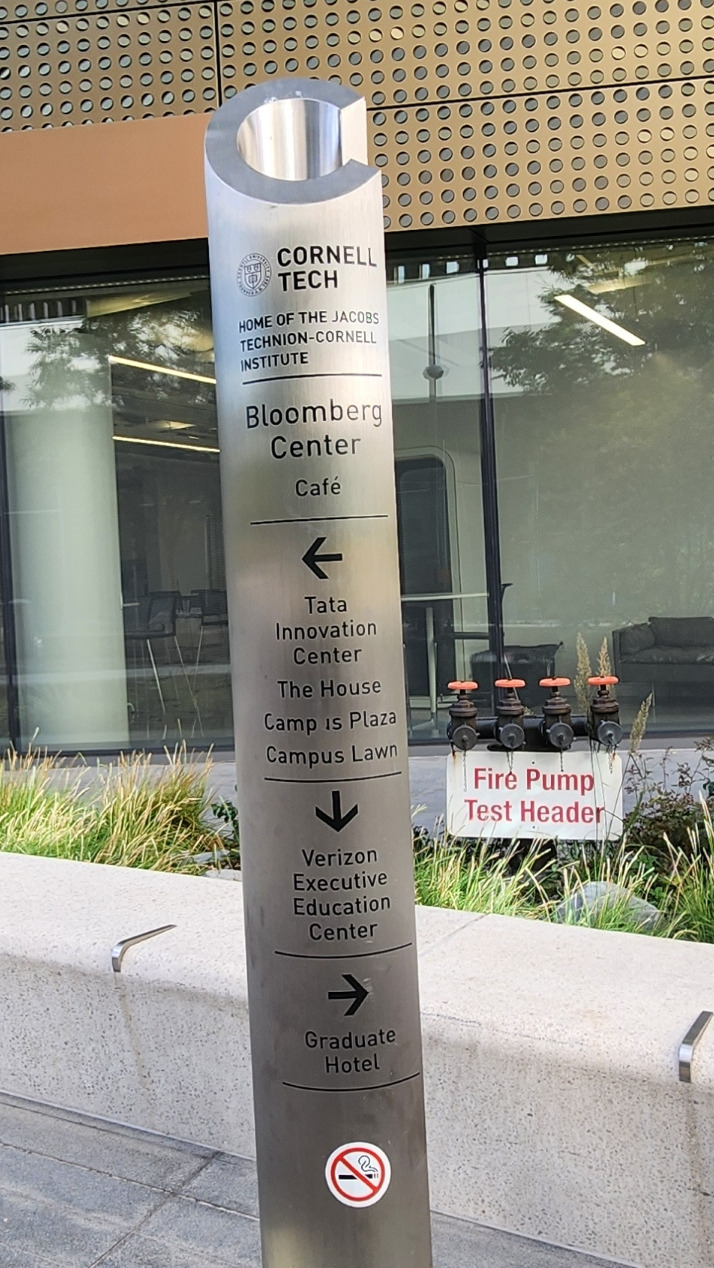 CORNELL
TECH
HOME OF THE JACOBS
TECHNION-CORNELL
INSTITUTE
Bloomberg
Center
Café
←
Tata
Innovation
Center
The House
Camp ıs Plaza
Campus Lawn
↓
Verizon
Executive
Education
Center
→
Graduate
Hotel
Fire Pump
Test Header